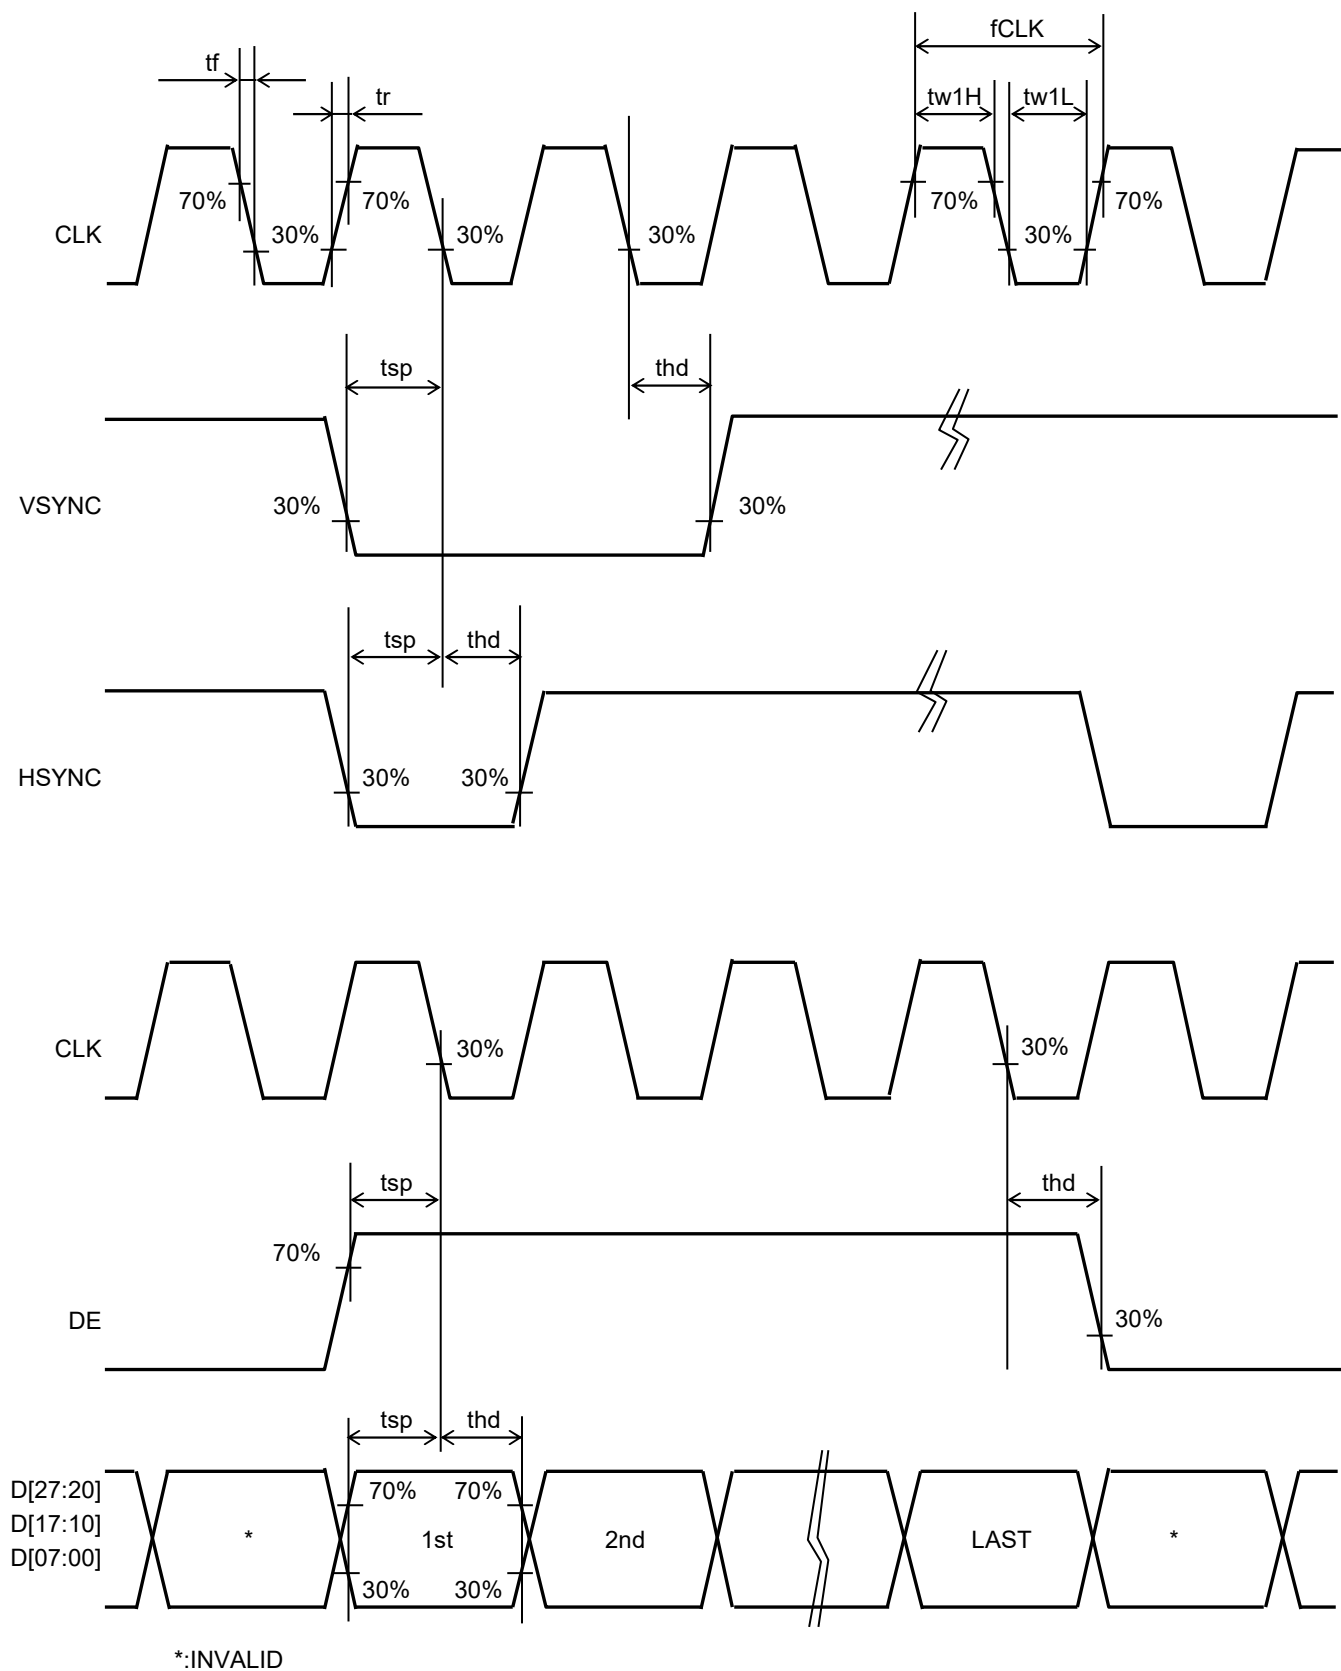 fCLK
tf
tr
tw1H
tw1L
70%
70%
70%
70%
CLK
30%
30%
30%
30%
tsp
thd
VSYNC
30%
30%
tsp
thd
HSYNC
30%
30%
CLK
30%
30%
tsp
thd
70%
DE
30%
tsp
thd
D[27:20]
70%
70%
D[17:10]
*
1st
2nd
LAST
*
D[07:00]
30%
30%
*:INVALID